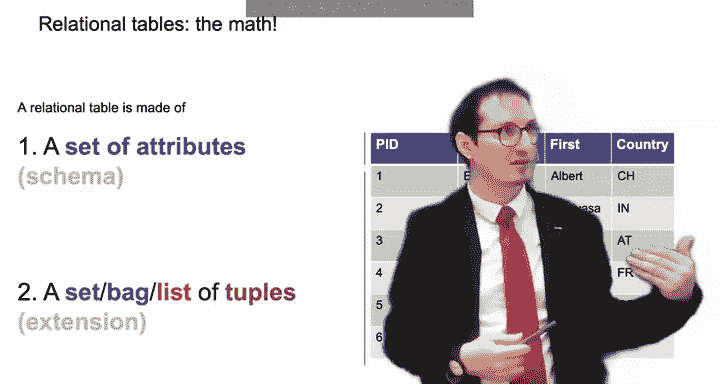 Relational tables: the math!
A relational table is made of
1. A set of attributes
(schema)
2. A set/bag/list of tuples
(extension)
PID First Country
1 E Albert CH
2 vasa IN
3 AT
4 FR
5
6